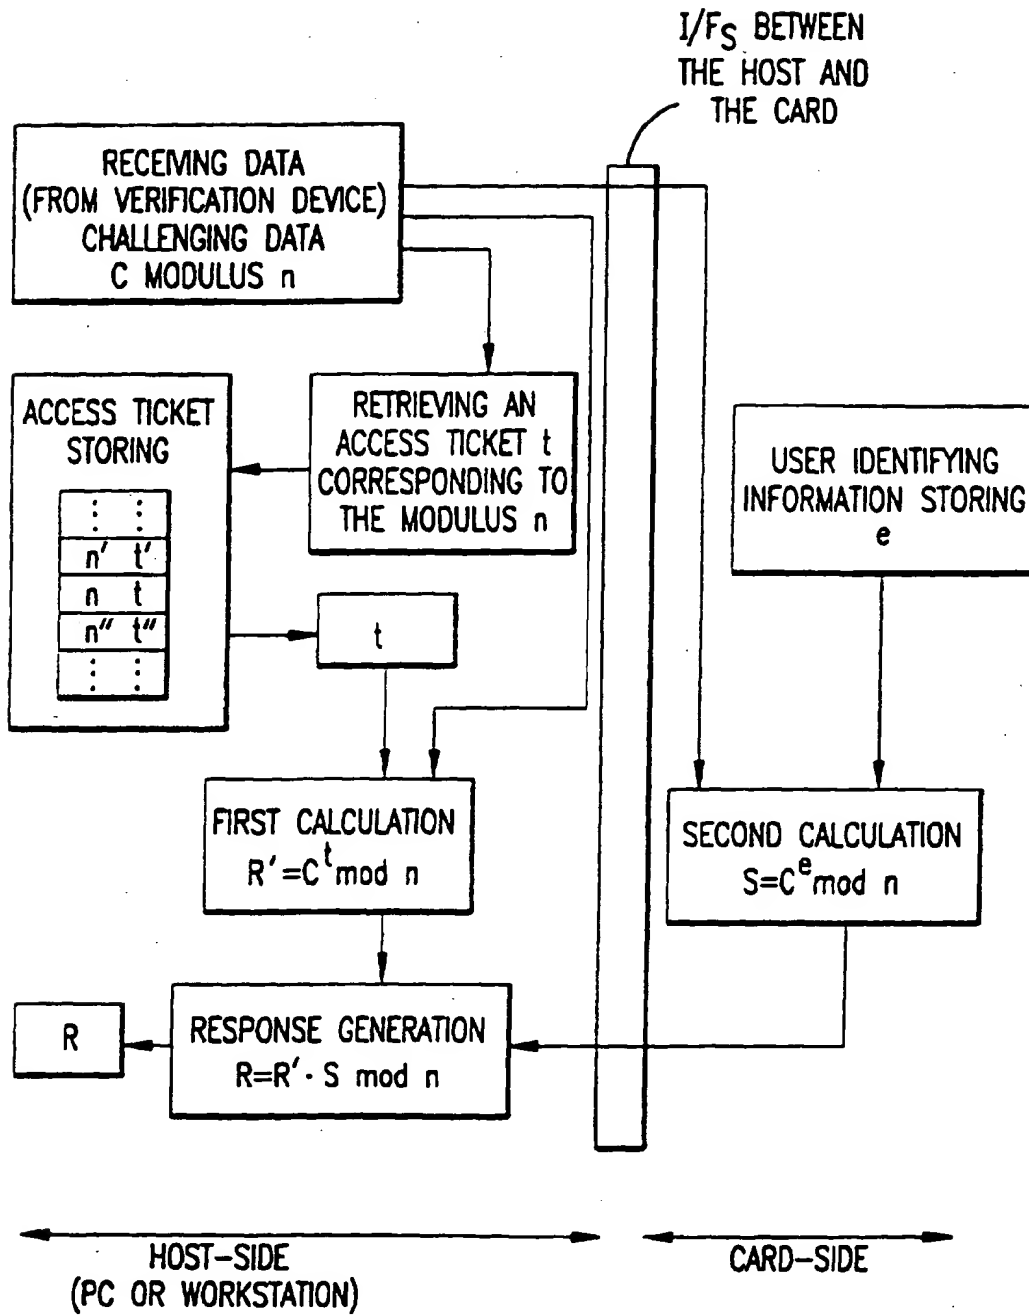 I/FS BETWEEN
THE HOST AND
THE CARD
RECEIVING DATA
(FROM VERIFICATION DEVICE)
CHALLENGING DATA
C MODULUS n
ACCESS TICKET
STORING
⋮ ⋮
n' t'
n t
n" t"
⋮ ⋮
RETRIEVING AN
ACCESS TICKET t
CORRESPONDING TO
THE MODULUS n
USER IDENTIFYING
INFORMATION STORING
e
t
FIRST CALCULATION
R'=C^t mod n
SECOND CALCULATION
S=C^e mod n
R
RESPONSE GENERATION
R=R'· S mod n
HOST-SIDE
(PC OR WORKSTATION)
CARD-SIDE